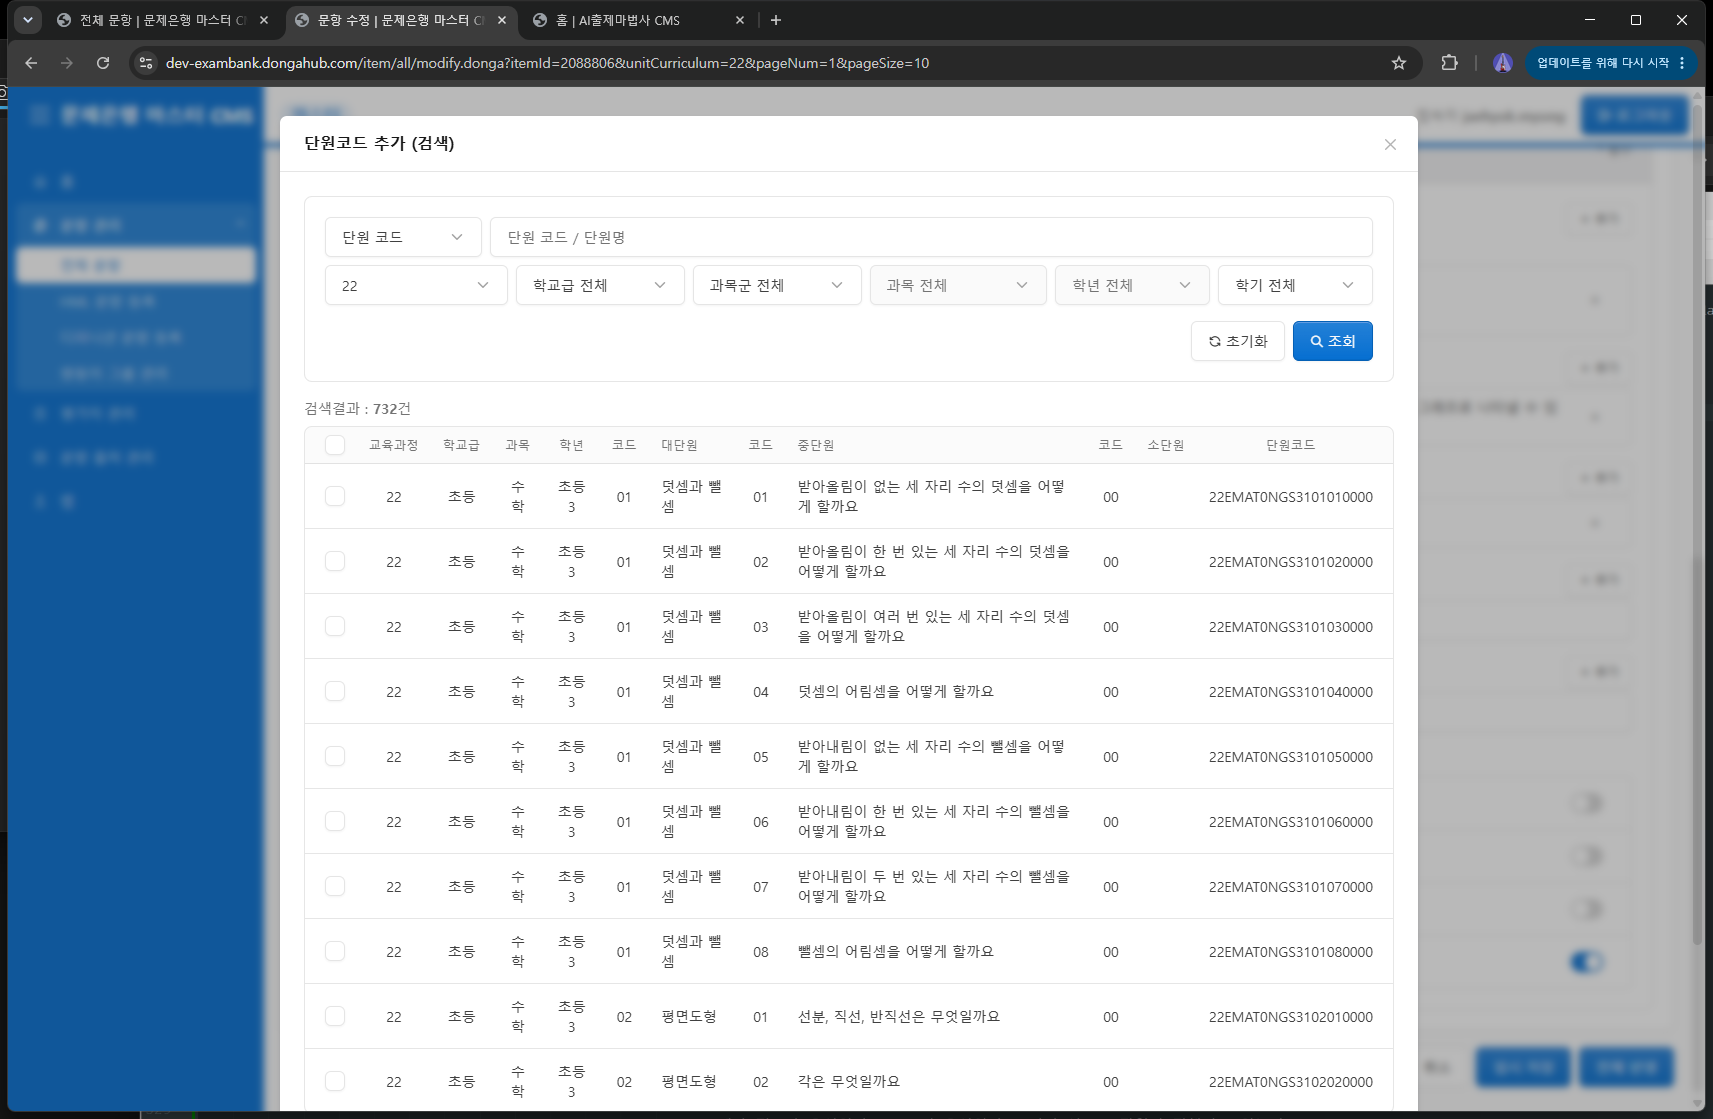 전체 문항 | 문제은행 마스터 C
문항 수정 | 문제은행 마스터 C
홈 | AI출제마법사 CMS
dev-exambank.dongahub.com/item/all/modify.donga?itemId=2088806&unitCurriculum=22&pageNum=1&pageSize=10
업데이트를 위해 다시 시작
문제은행 마스터 CMS
단원코드 추가 (검색)
단원 코드
단원 코드 / 단원명
22 학교급 전체 과목군 전체 과목 전체 학년 전체 학기 전체
초기화 조회
검색결과 : 732건
교육과정 학교급 과목 학년 코드 대단원 코드 중단원 코드 소단원 단원코드
22 초등 수학 초등 3 01 덧셈과 뺄셈 01 받아올림이 없는 세 자리 수의 덧셈을 어떻게 할까요 00 22EMAT0NGS3101010000
22 초등 수학 초등 3 01 덧셈과 뺄셈 02 받아올림이 한 번 있는 세 자리 수의 덧셈을 어떻게 할까요 00 22EMAT0NGS3101020000
22 초등 수학 초등 3 01 덧셈과 뺄셈 03 받아올림이 여러 번 있는 세 자리 수의 덧셈을 어떻게 할까요 00 22EMAT0NGS3101030000
22 초등 수학 초등 3 01 덧셈과 뺄셈 04 덧셈의 어림셈을 어떻게 할까요 00 22EMAT0NGS3101040000
22 초등 수학 초등 3 01 덧셈과 뺄셈 05 받아내림이 없는 세 자리 수의 뺄셈을 어떻게 할까요 00 22EMAT0NGS3101050000
22 초등 수학 초등 3 01 덧셈과 뺄셈 06 받아내림이 한 번 있는 세 자리 수의 뺄셈을 어떻게 할까요 00 22EMAT0NGS3101060000
22 초등 수학 초등 3 01 덧셈과 뺄셈 07 받아내림이 두 번 있는 세 자리 수의 뺄셈을 어떻게 할까요 00 22EMAT0NGS3101070000
22 초등 수학 초등 3 01 덧셈과 뺄셈 08 뺄셈의 어림셈을 어떻게 할까요 00 22EMAT0NGS3101080000
22 초등 수학 초등 3 02 평면도형 01 선분, 직선, 반직선은 무엇일까요 00 22EMAT0NGS3102010000
22 초등 수학 초등 3 02 평면도형 02 각은 무엇일까요 00 22EMAT0NGS3102020000